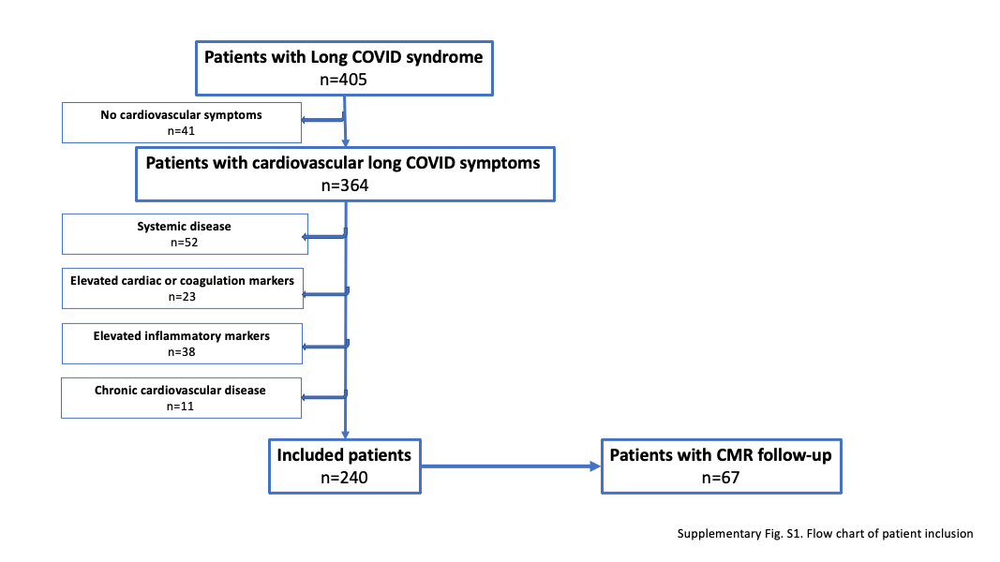 Patients with Long COVID syndrome
n=405
No cardiovascular symptoms
n=41
Patients with cardiovascular long COVID symptoms
n=364
Systemic disease
n=52
Elevated cardiac or coagulation markers
n=23
Elevated inflammatory markers
n=38
Chronic cardiovascular disease
n=11
Included patients
n=240
Patients with CMR follow-up
n=67
Supplementary Fig. S1. Flow chart of patient inclusion